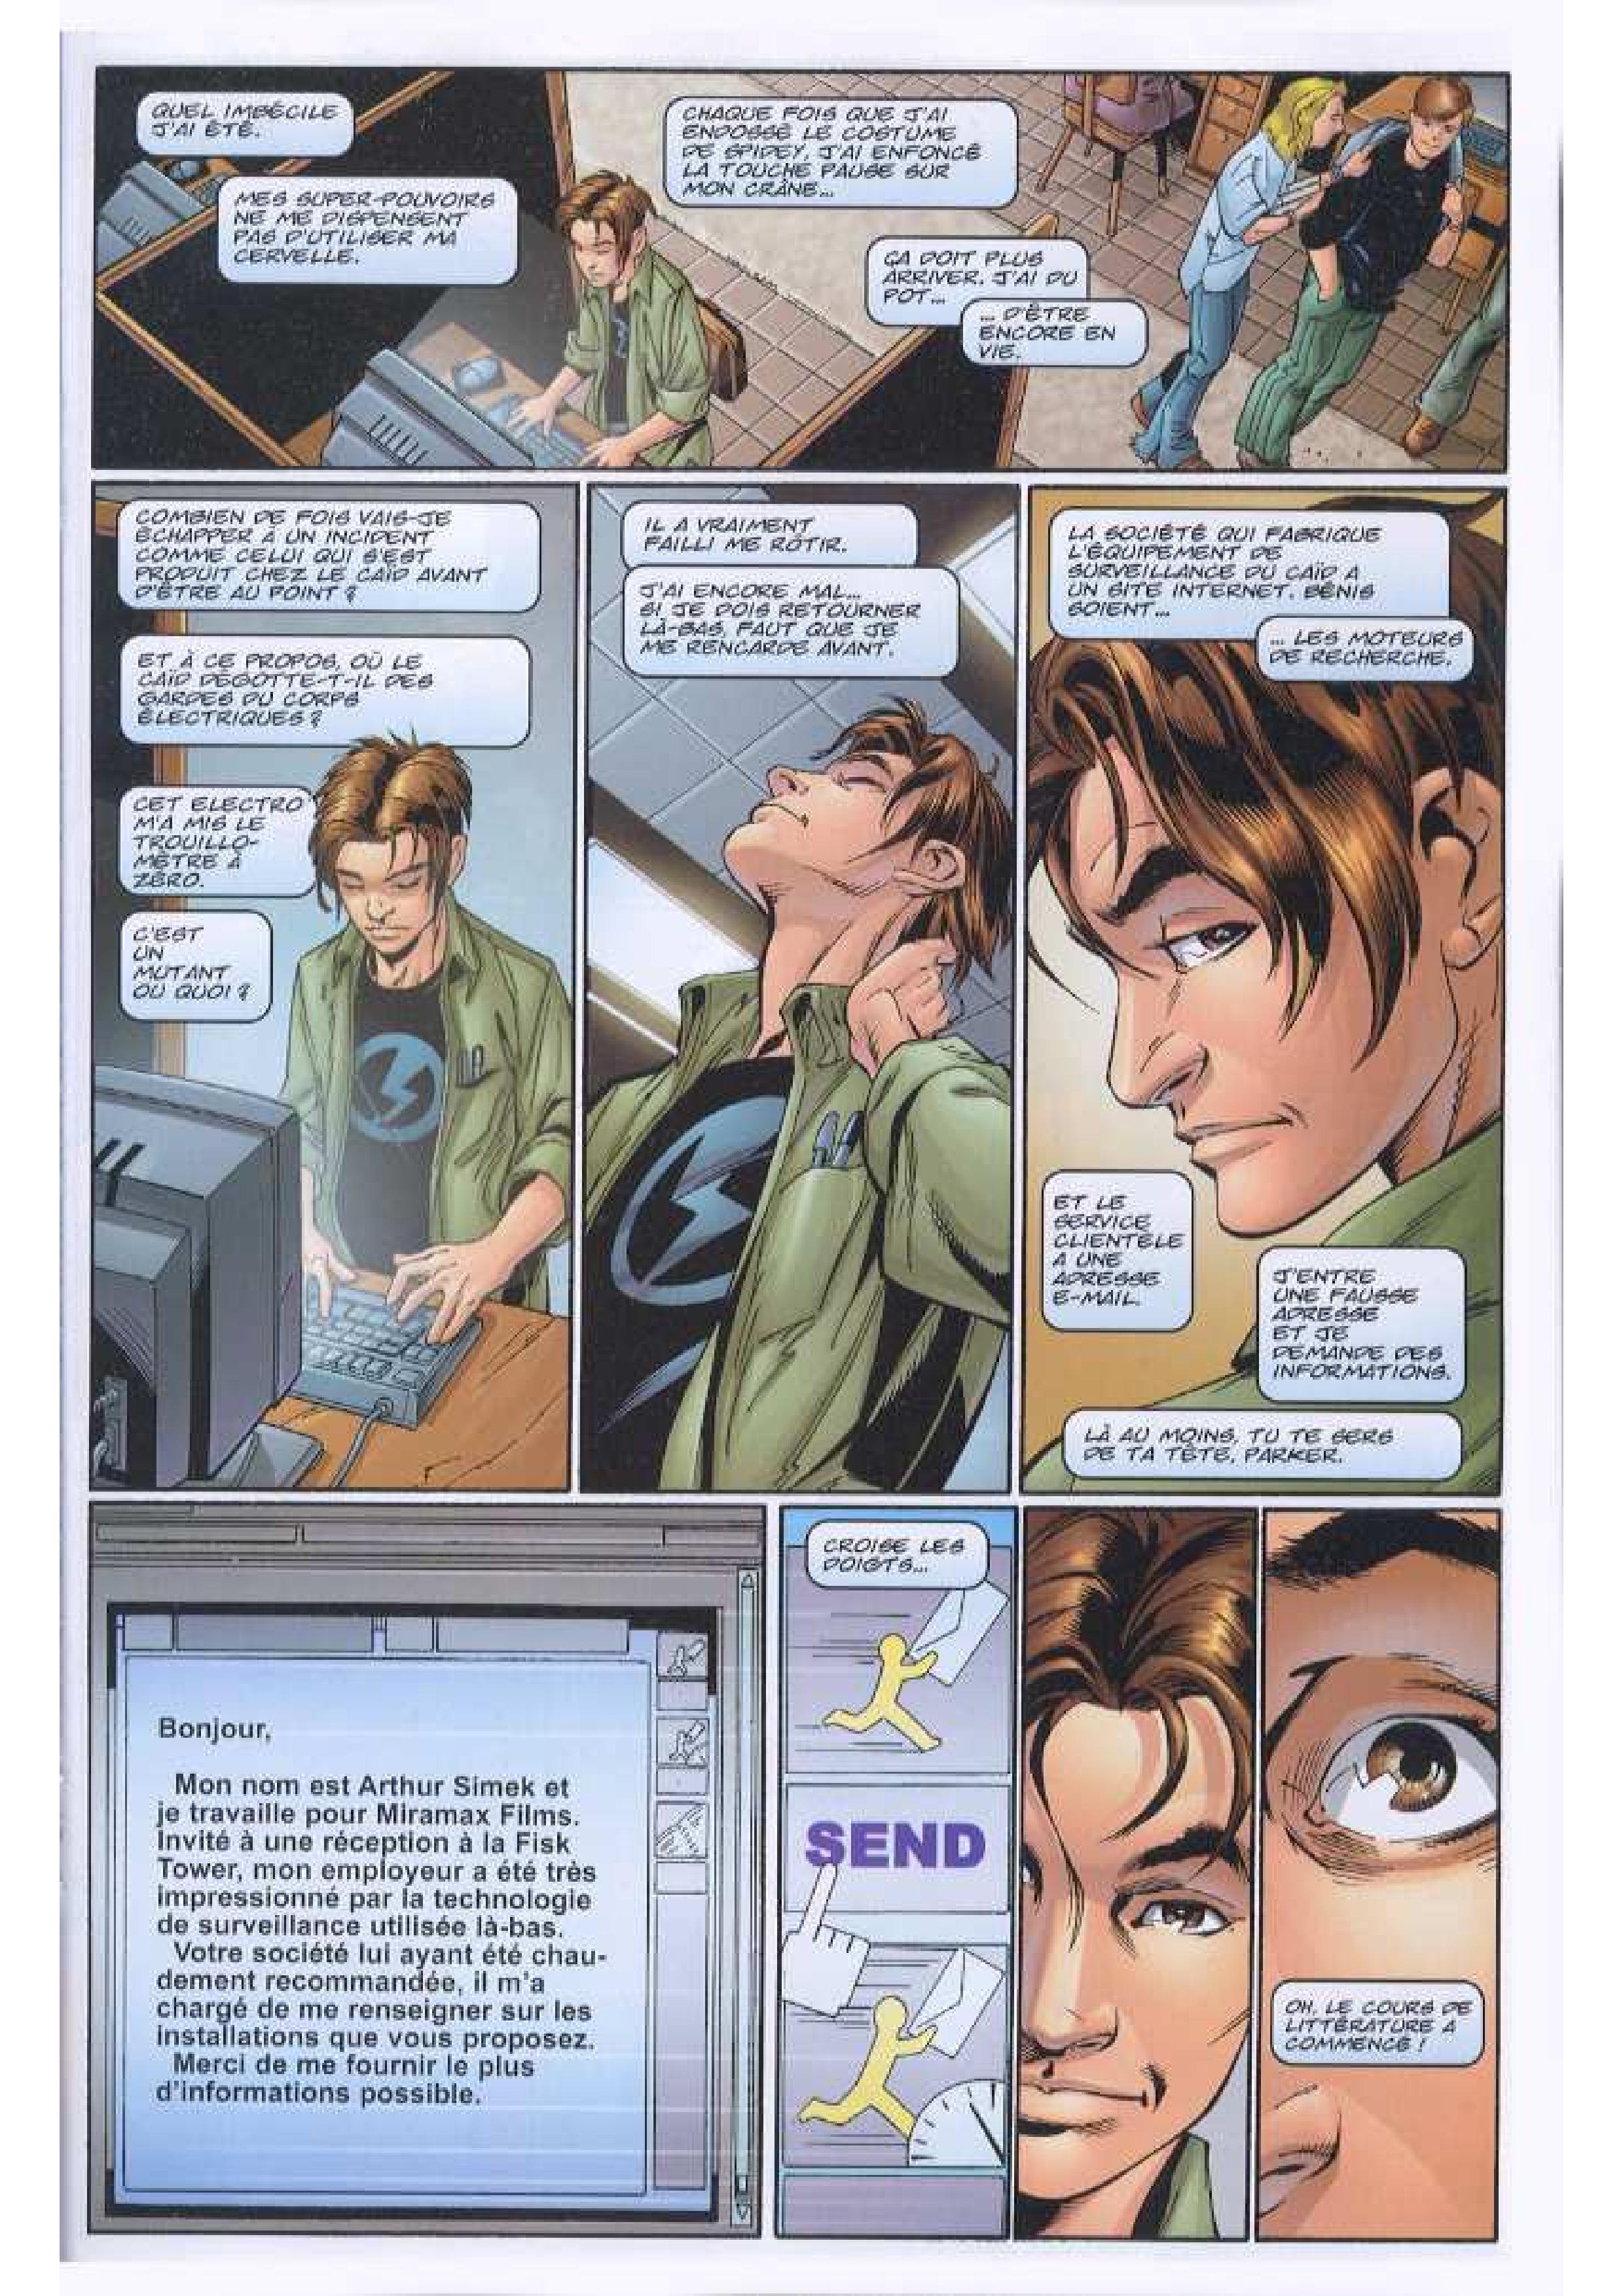 QUEL IMBÉCILE
J'AI ÉTÉ.
MES SUPER-POUVOIRS
NE ME DISPENSENT
PAS D'UTILISER MA
CERVELLE.
CHAQUE FOIS QUE J'AI
ENDOSSÉ LE COSTUME
DE SPIDEY, J'AI ENFONCÉ
LA TOUCHE PAUSE SUR
MON CRÂNE...
ÇA DOIT PLUS
ARRIVER. J'AI DU
POT...
... D'ÊTRE
ENCORE EN
VIE.
COMBIEN DE FOIS VAIS-JE
ÉCHAPPER À UN INCIDENT
COMME CELUI QUI S'EST
PRODUIT CHEZ LE CAÏD AVANT
D'ÊTRE AU POINT ?
ET À CE PROPOS, OÙ LE
CAÏD DÉGOTTE-T-IL DES
GARDES DU CORPS
ÉLECTRIQUES ?
CET ELECTRO
M'A MIS LE
TROUILLO-
MÈTRE À
ZÉRO.
C'EST
UN
MUTANT
OU QUOI ?
IL A VRAIMENT
FAILLI ME RÔTIR.
J'AI ENCORE MAL...
SI JE DOIS RETOURNER
LÀ-BAS, FAUT QUE JE
ME RENCARDE AVANT.
LA SOCIÉTÉ QUI FABRIQUE
L'ÉQUIPEMENT DE
SURVEILLANCE DU CAÏD A
UN SITE INTERNET. BÉNIS
SOIENT...
... LES MOTEURS
DE RECHERCHE.
ET LE
SERVICE
CLIENTÈLE
A UNE
ADRESSE
E-MAIL.
J'ENTRE
UNE FAUSSE
ADRESSE
ET JE
DEMANDE DES
INFORMATIONS.
LÀ AU MOINS, TU TE SERS
DE TA TÊTE, PARKER.
Bonjour,
Mon nom est Arthur Simek et
je travaille pour Miramax Films.
Invité à une réception à la Fisk
Tower, mon employeur a été très
impressionné par la technologie
de surveillance utilisée là-bas.
Votre société lui ayant été chau-
dement recommandée, il m'a
chargé de me renseigner sur les
installations que vous proposez.
Merci de me fournir le plus
d'informations possible.
CROISE LES
DOIGTS...
SEND
OH, LE COURS DE
LITTÉRATURE A
COMMENCÉ !